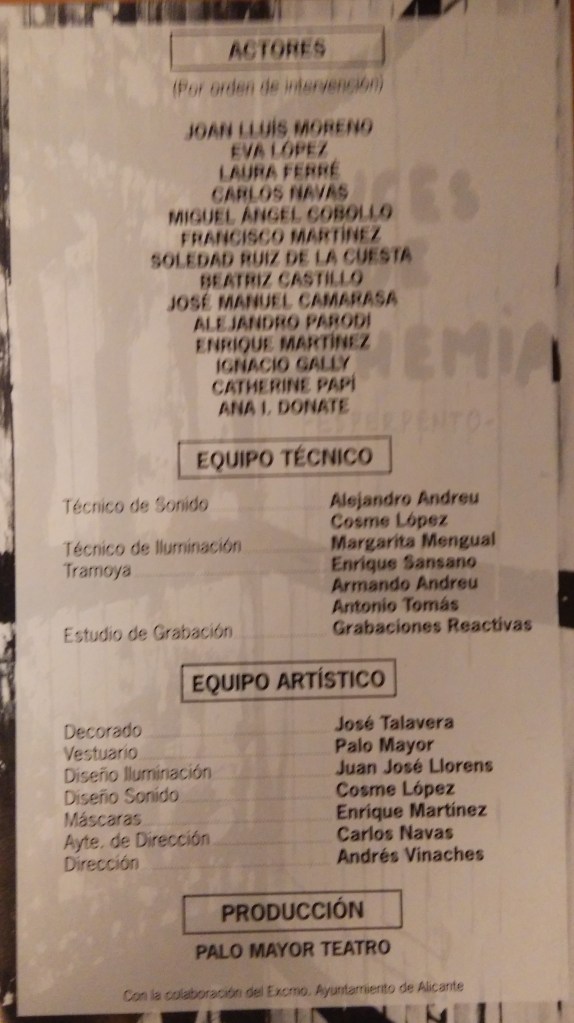 ACTORES
(Por orden de intervención)
JOAN LLUÍS MORENO
EVA LÓPEZ
LAURA FERRÉ
CARLOS NAVAS
MIGUEL ÁNGEL COBOLLO
FRANCISCO MARTÍNEZ
SOLEDAD RUIZ DE LA CUESTA
BEATRIZ CASTILLO
JOSÉ MANUEL CAMARASA
ALEJANDRO PARODI
ENRIQUE MARTÍNEZ
IGNACIO GALLY
CATHERINE PAPÍ
ANA I. DONATE
EQUIPO TÉCNICO
Técnico de Sonido Alejandro Andreu
Cosme López
Técnico de Iluminación Margarita Mengual
Tramoya Enrique Sansano
Armando Andreu
Antonio Tomás
Estudio de Grabación Grabaciones Reactivas
EQUIPO ARTÍSTICO
Decorado José Talavera
Vestuario Palo Mayor
Diseño Iluminación Juan José Llorens
Diseño Sonido Cosme López
Máscaras Enrique Martínez
Ayte. de Dirección Carlos Navas
Dirección Andrés Vinaches
PRODUCCIÓN
PALO MAYOR TEATRO
Con la colaboración del Excmo. Ayuntamiento de Alicante